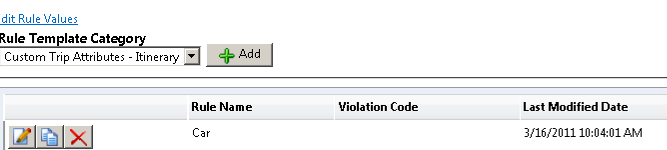 dit Rule Values
Rule Template Category
Custom Trip Attributes - Itinerary Add
Rule Name Violation Code Last Modified Date
Car 3/16/2011 10:04:01 AM